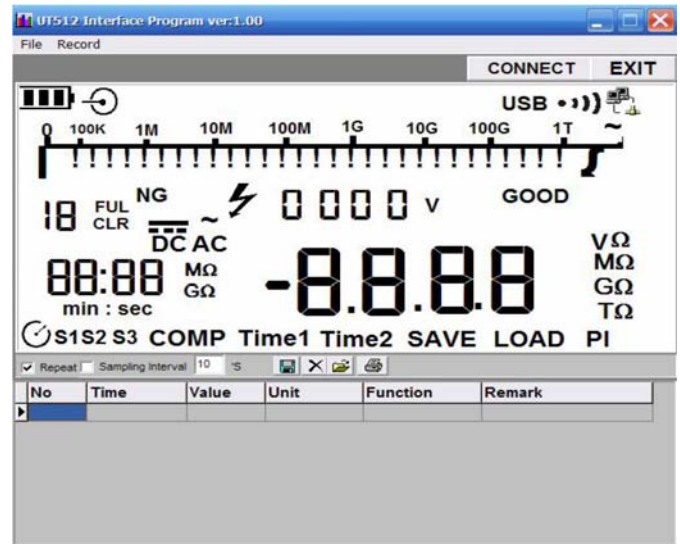 UT512 Interface Program ver:1.00
File Record
CONNECT EXIT
USB
0 100K 1M 10M 100M 1G 10G 100G 1T ~
18 FUL NG 0000 V GOOD
CLR
~
DC AC VΩ
88:88 MΩ -8.8.8.8 MΩ
GΩ GΩ
min : sec TΩ
S1S2 S3 COMP Time1 Time2 SAVE LOAD PI
Repeat Sampling Interval 10 'S
No Time Value Unit Function Remark